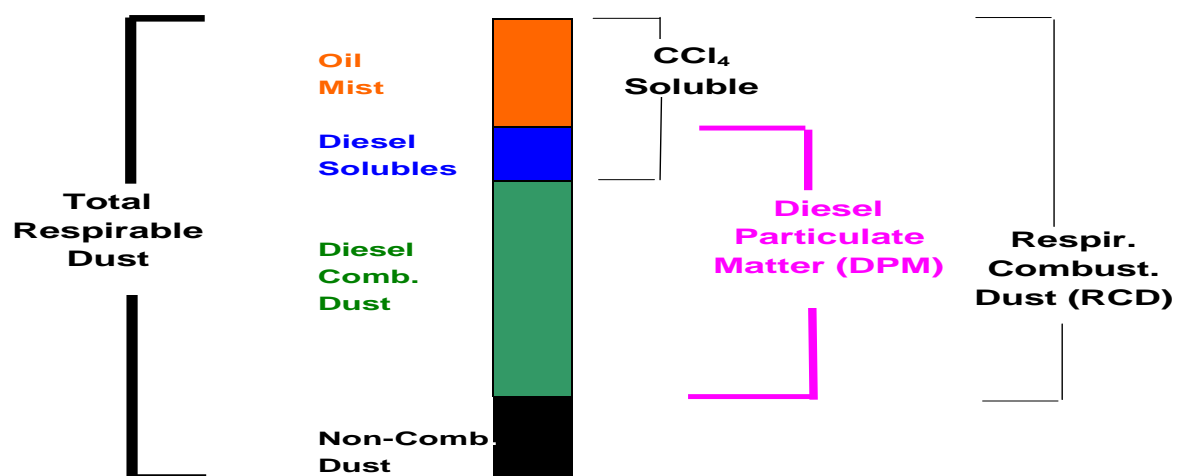 Total
Respirable
Dust
Oil
Mist
Diesel
Solubles
Diesel
Comb.
Dust
Non-Comb.
Dust
CCl₄
Soluble
Diesel
Particulate
Matter (DPM)
Respir.
Combust.
Dust (RCD)